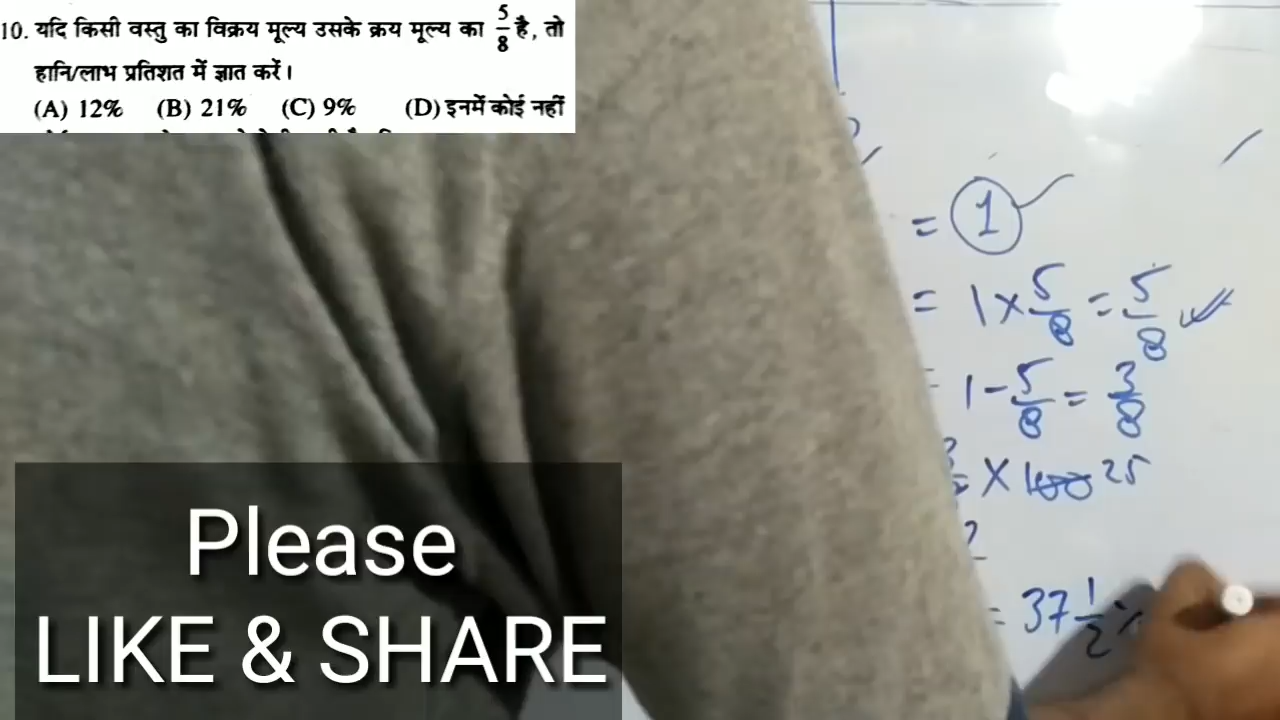 10. यदि किसी वस्तु का विक्रय मूल्य उसके क्रय मूल्य का 5/8 है, तो
हानि/लाभ प्रतिशत में ज्ञात करें।
(A) 12% (B) 21% (C) 9% (D) इनमें कोई नहीं
= 1
= 1 × 5/8 = 5/8
= 1 - 5/8 = 3/8
× 100 25
2
= 37 1/2 %
Please
LIKE & SHARE